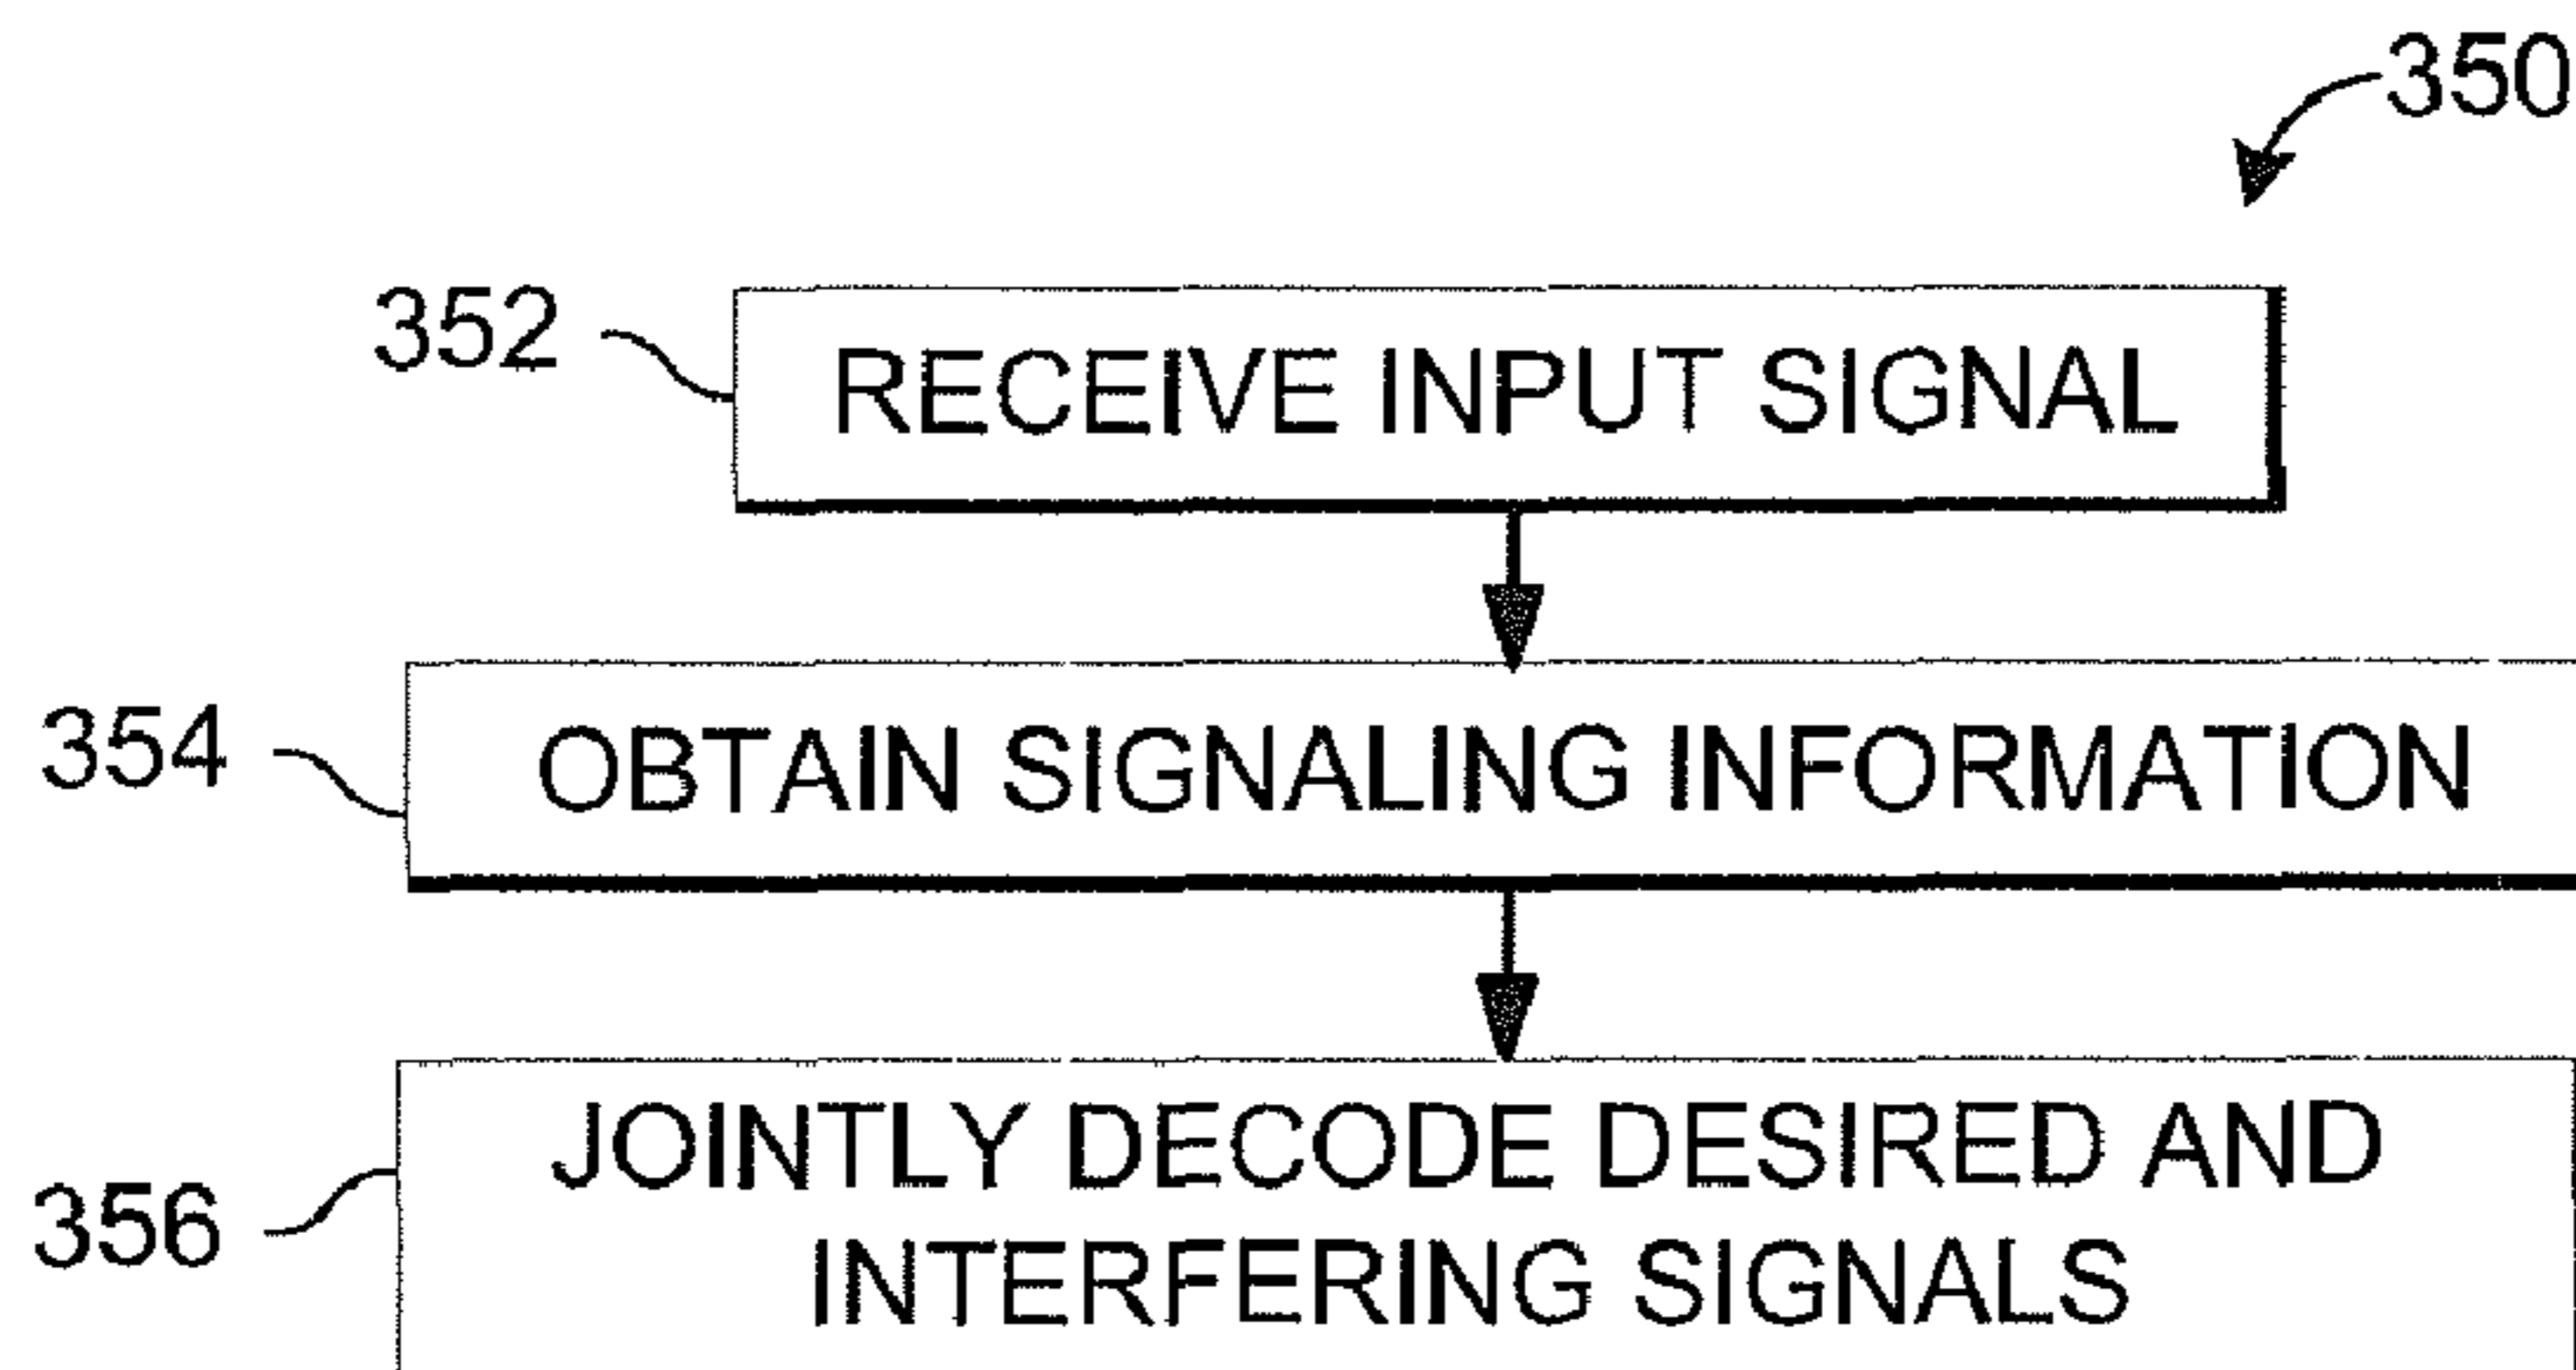 350
352
RECEIVE INPUT SIGNAL
354
OBTAIN SIGNALING INFORMATION
356
JOINTLY DECODE DESIRED AND
INTERFERING SIGNALS